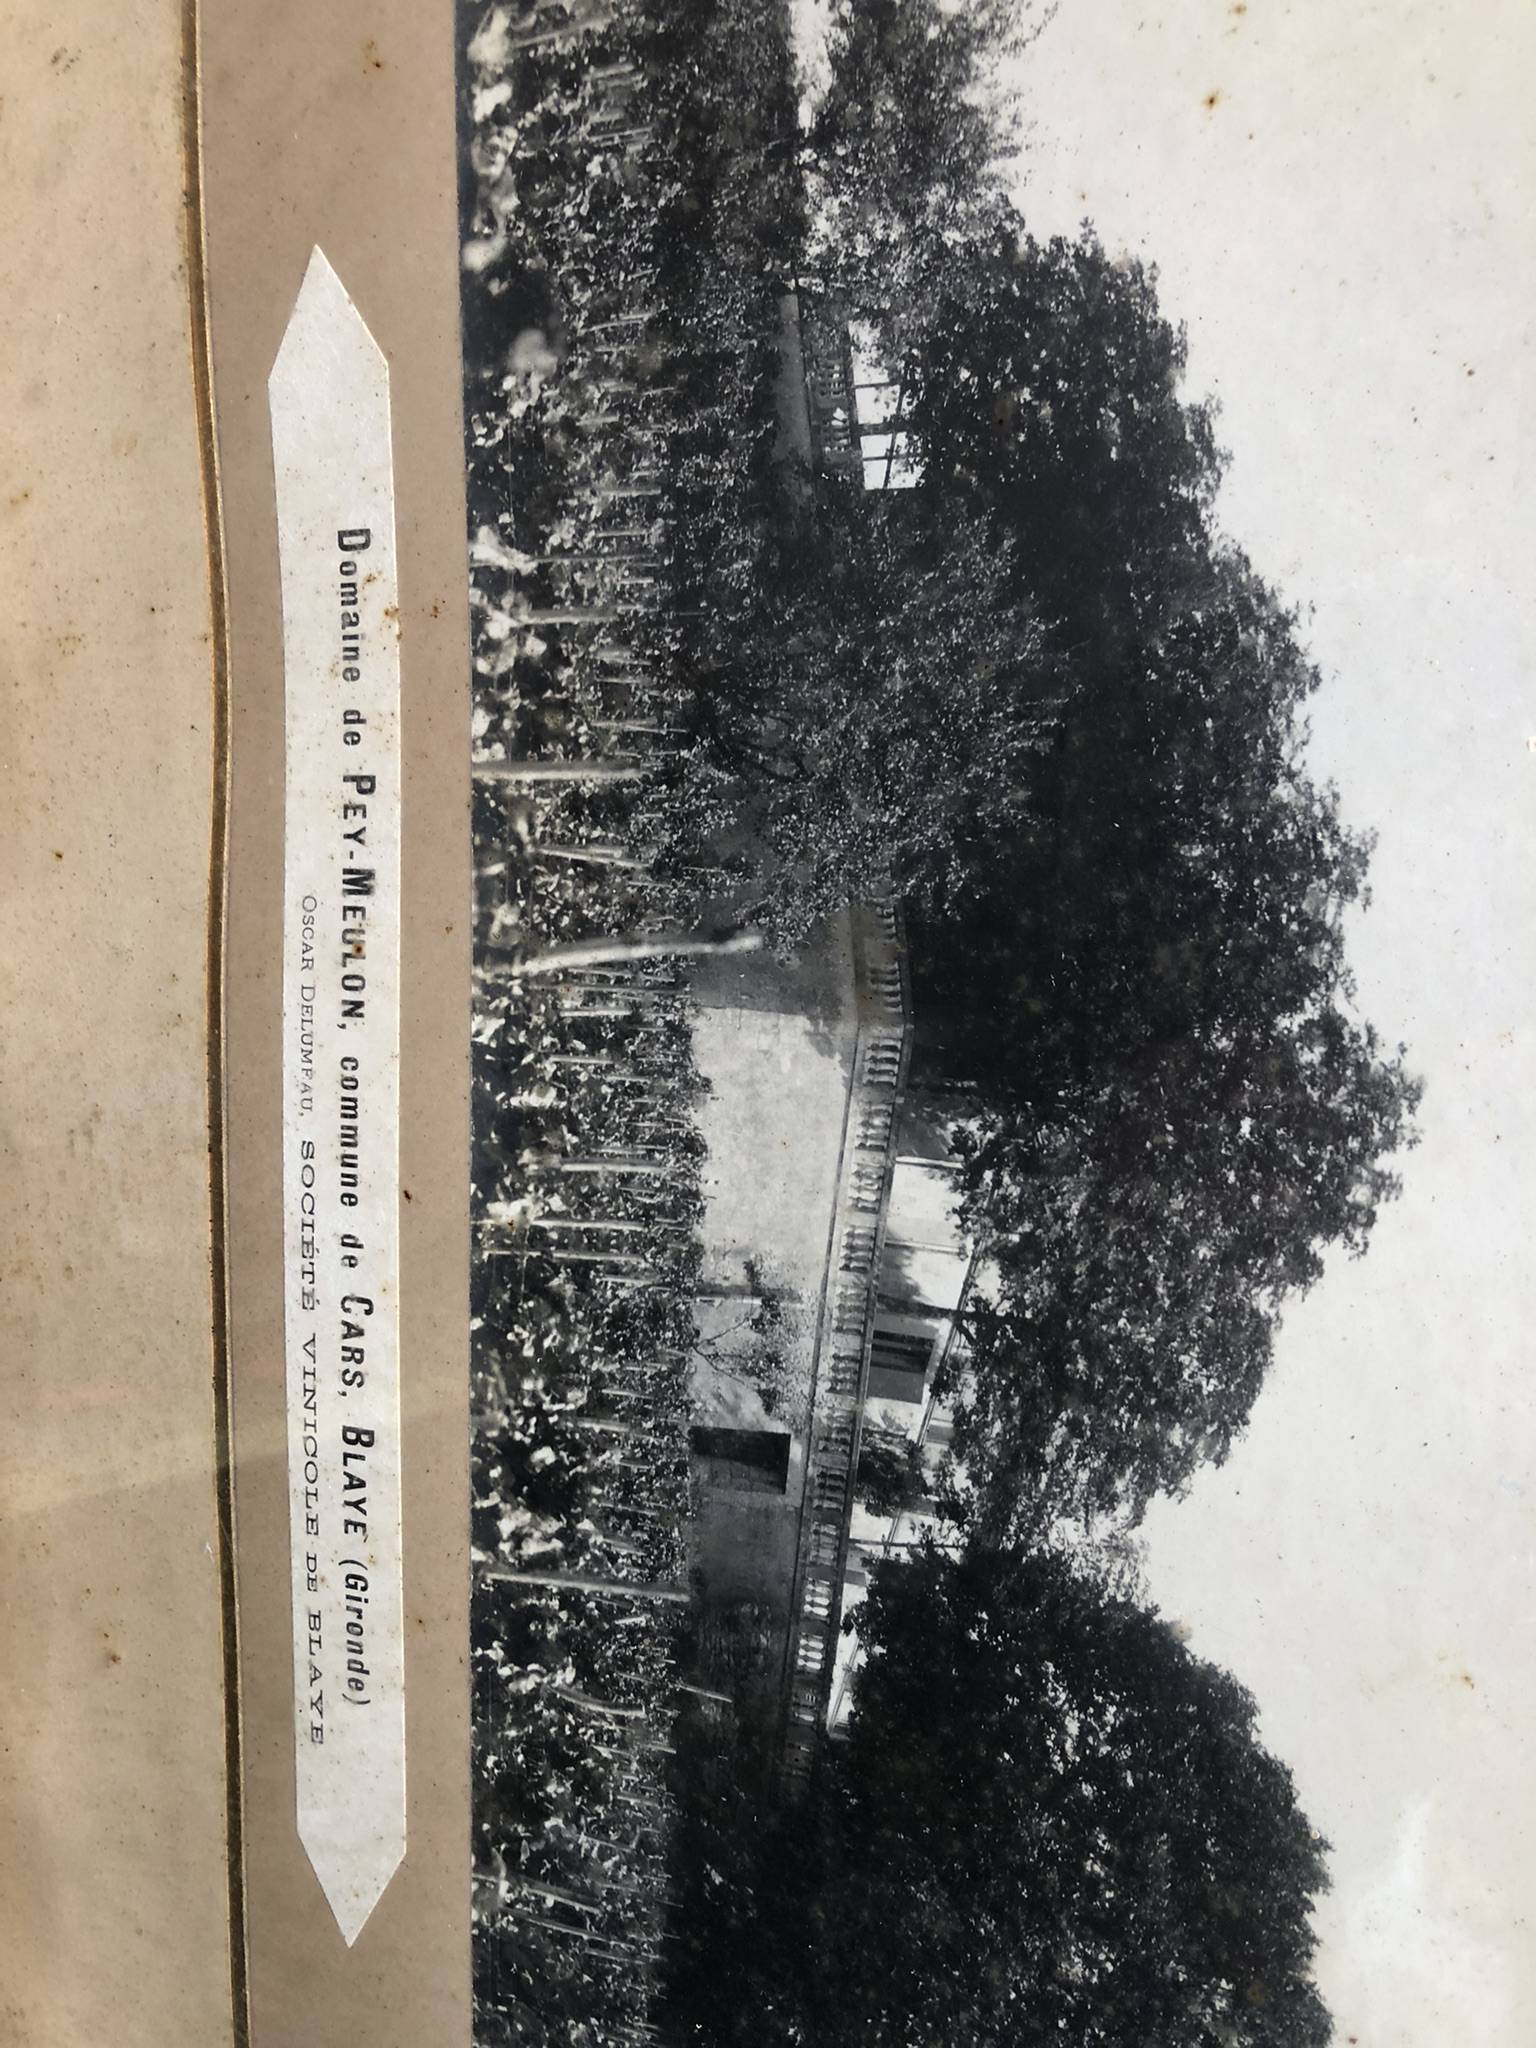 Domaine de PEY-MEULON, commune de CARS, BLAYE (Gironde)
OSCAR DELUMEAU, SOCIÉTÉ VINICOLE DE BLAYE